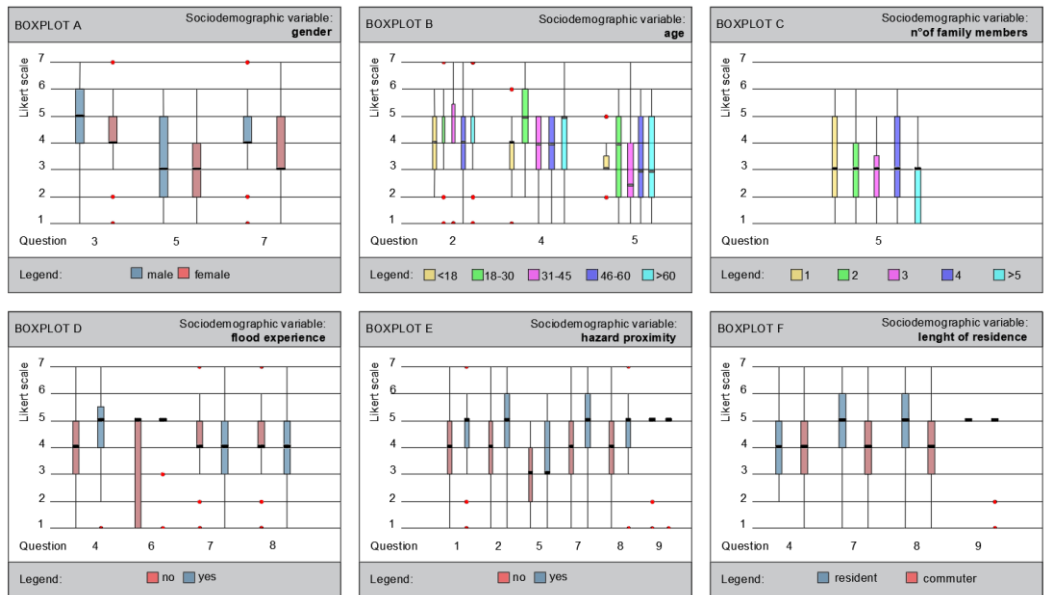 BOXPLOT A
Sociodemographic variable:
gender
Likert scale
7
6
5
4
3
2
1
Question
3 5 7
Legend: male female
BOXPLOT B
Sociodemographic variable:
age
Likert scale
7
6
5
4
3
2
1
Question
2 4 5
Legend: <18 18-30 31-45 46-60 >60
BOXPLOT C
Sociodemographic variable:
n°of family members
Likert scale
7
6
5
4
3
2
1
Question
5
Legend: 1 2 3 4 >5
BOXPLOT D
Sociodemographic variable:
flood experience
Likert scale
7
6
5
4
3
2
1
Question 4 6 7 8
Legend: no yes
BOXPLOT E
Sociodemographic variable:
hazard proximity
Likert scale
7
6
5
4
3
2
1
Question 1 2 5 7 8 9
Legend: no yes
BOXPLOT F
Sociodemographic variable:
lenght of residence
Likert scale
7
6
5
4
3
2
1
Question 4 7 8 9
Legend: resident commuter